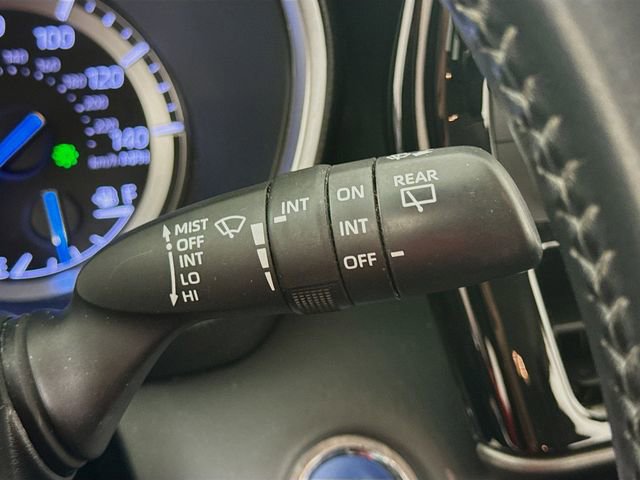 100
120
140
F
MIST
OFF
INT
LO
HI
INT
ON
INT
OFF
REAR